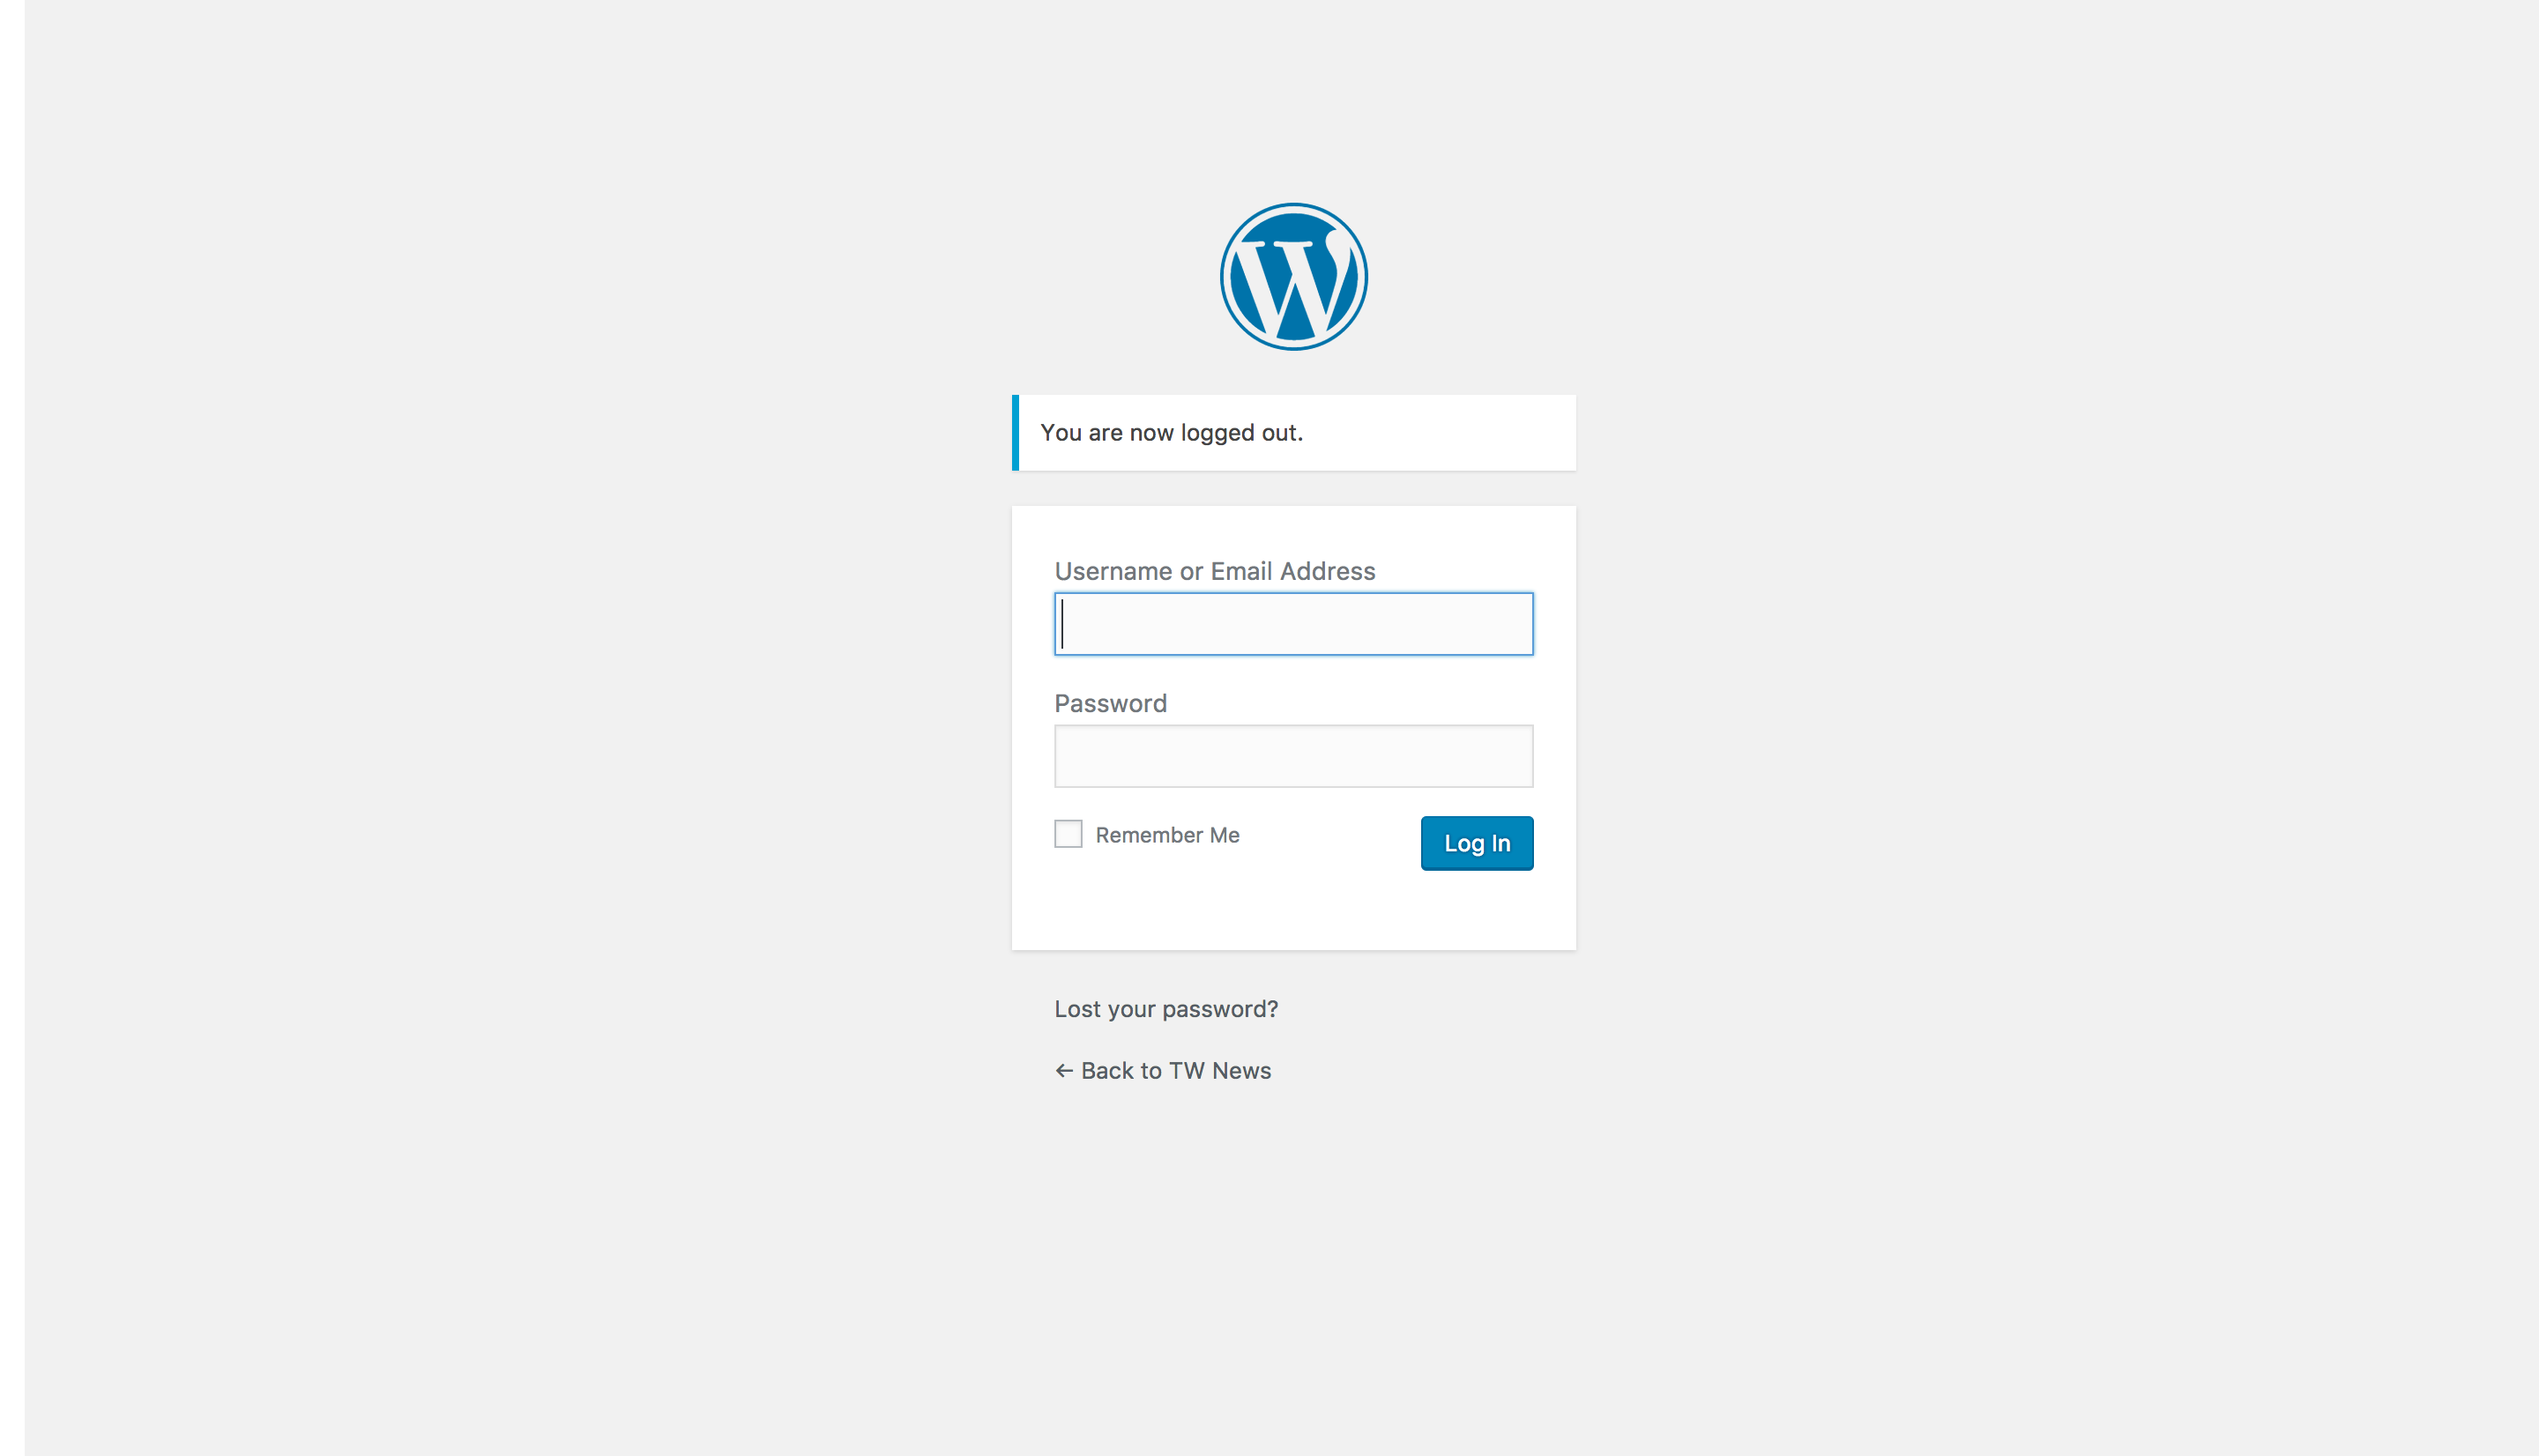 You are now logged out.
Username or Email Address
Password
Remember Me
Log In
Lost your password?
← Back to TW News